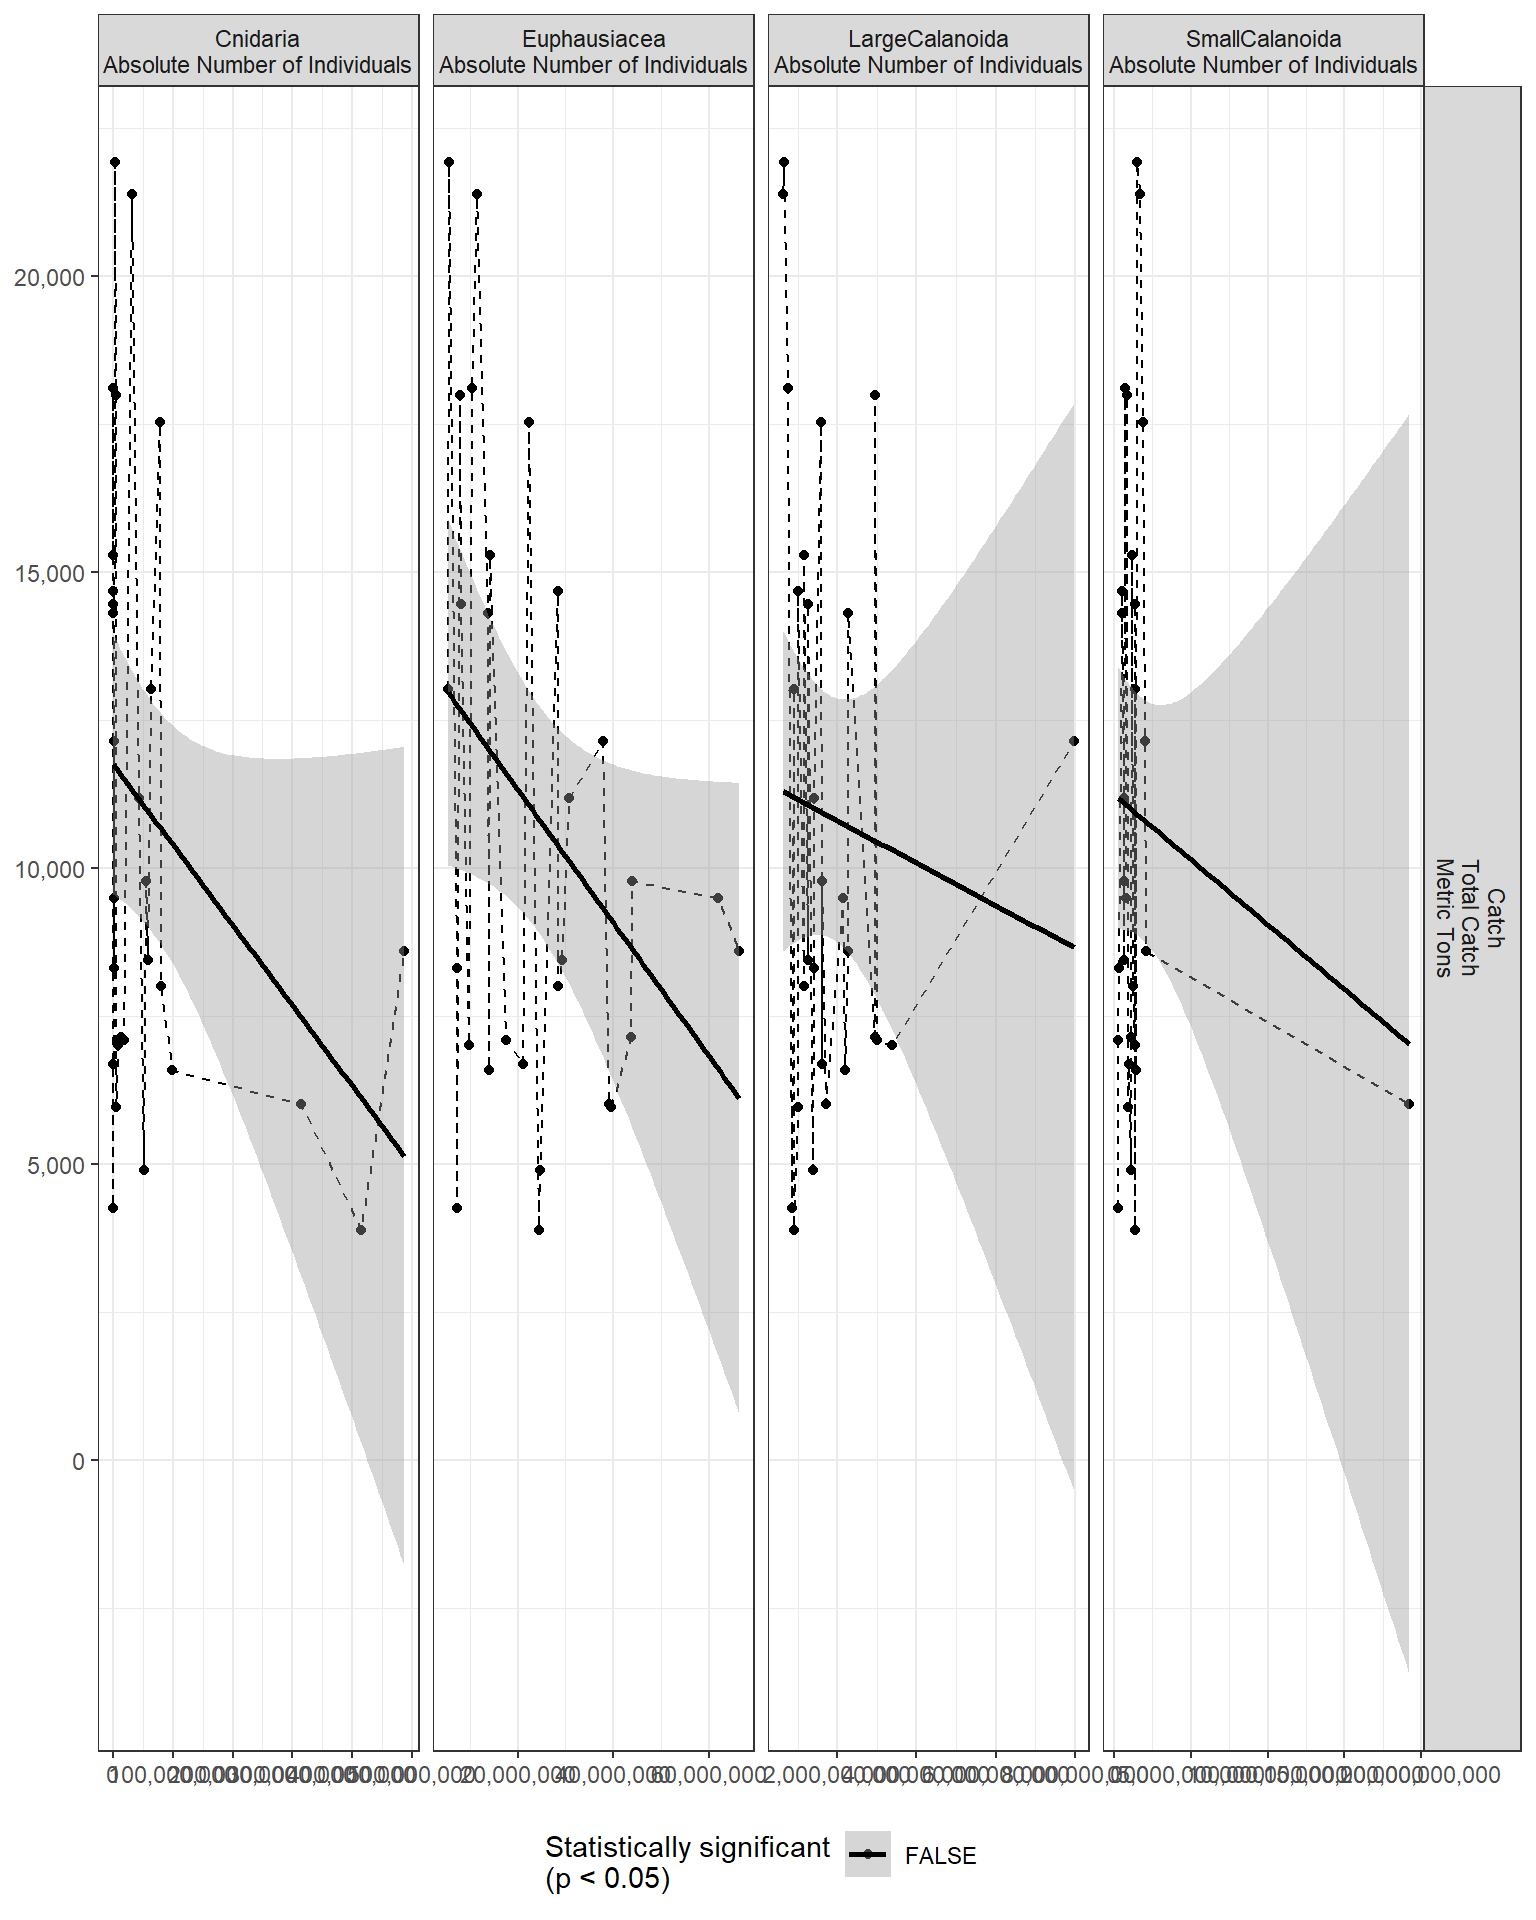 Cnidaria
Absolute Number of Individuals
Euphausiacea
Absolute Number of Individuals
LargeCalanoida
Absolute Number of Individuals
SmallCalanoida
Absolute Number of Individuals
20,000
15,000
10,000
5,000
0
Catch
Total Catch
Metric Tons
0
20,000,000
40,000,000
60,000,000
Statistically significant
(p < 0.05)
FALSE